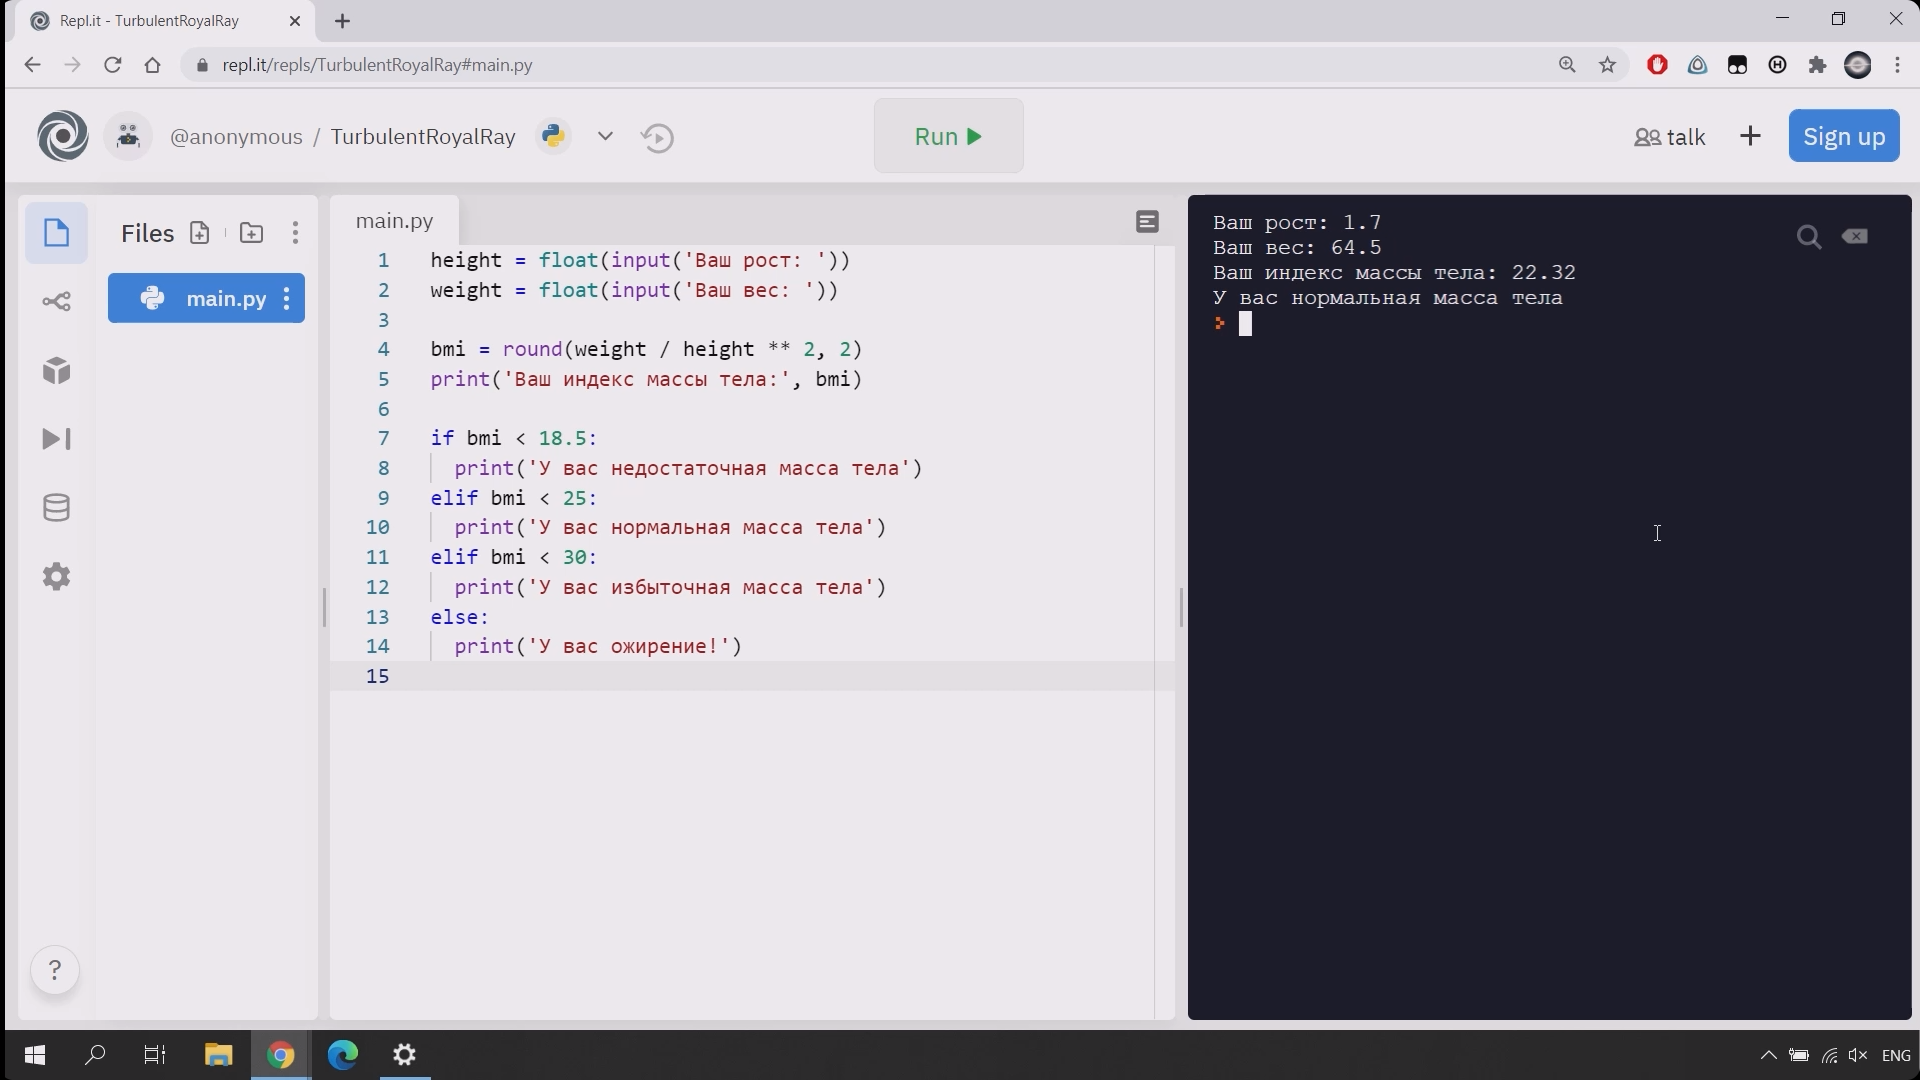 Repl.it - TurbulentRoyalRay
repl.it/repls/TurbulentRoyalRay#main.py
@anonymous / TurbulentRoyalRay
Run
talk
Sign up
Files
main.py
main.py
1 height = float(input('Ваш рост: '))
2 weight = float(input('Ваш вес: '))
3
4 bmi = round(weight / height ** 2, 2)
5 print('Ваш индекс массы тела:', bmi)
6
7 if bmi < 18.5:
8 print('У вас недостаточная масса тела')
9 elif bmi < 25:
10 print('У вас нормальная масса тела')
11 elif bmi < 30:
12 print('У вас избыточная масса тела')
13 else:
14 print('У вас ожирение!')
15
Ваш рост: 1.7
Ваш вес: 64.5
Ваш индекс массы тела: 22.32
У вас нормальная масса тела
?
ENG